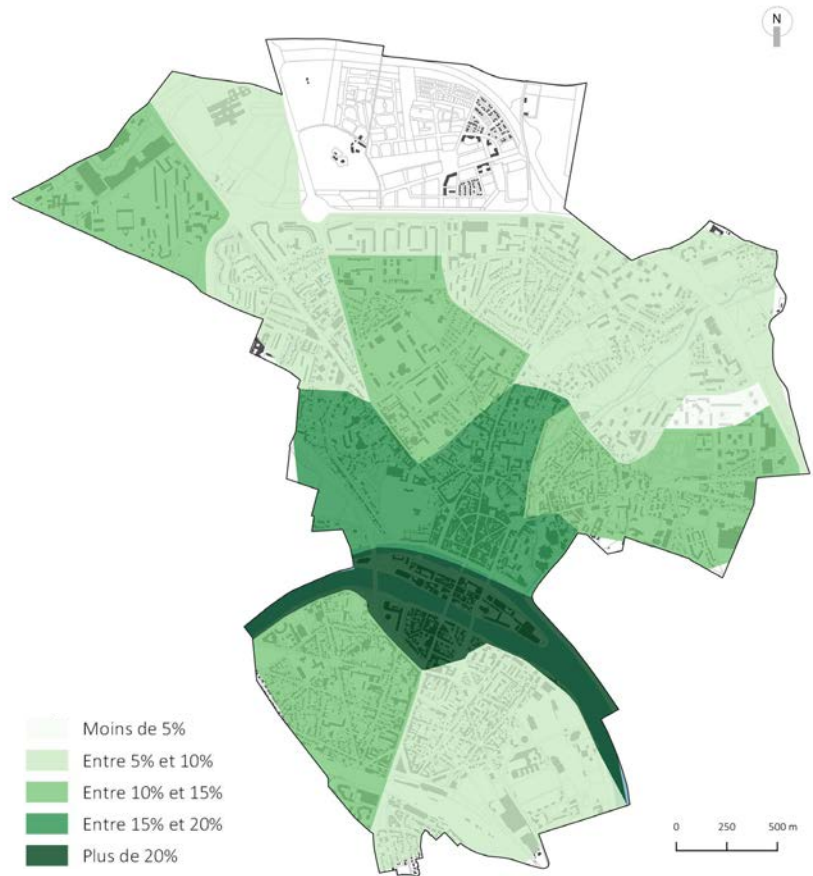 N
Moins de 5%
Entre 5% et 10%
Entre 10% et 15%
Entre 15% et 20%
Plus de 20%
0 250 500 m